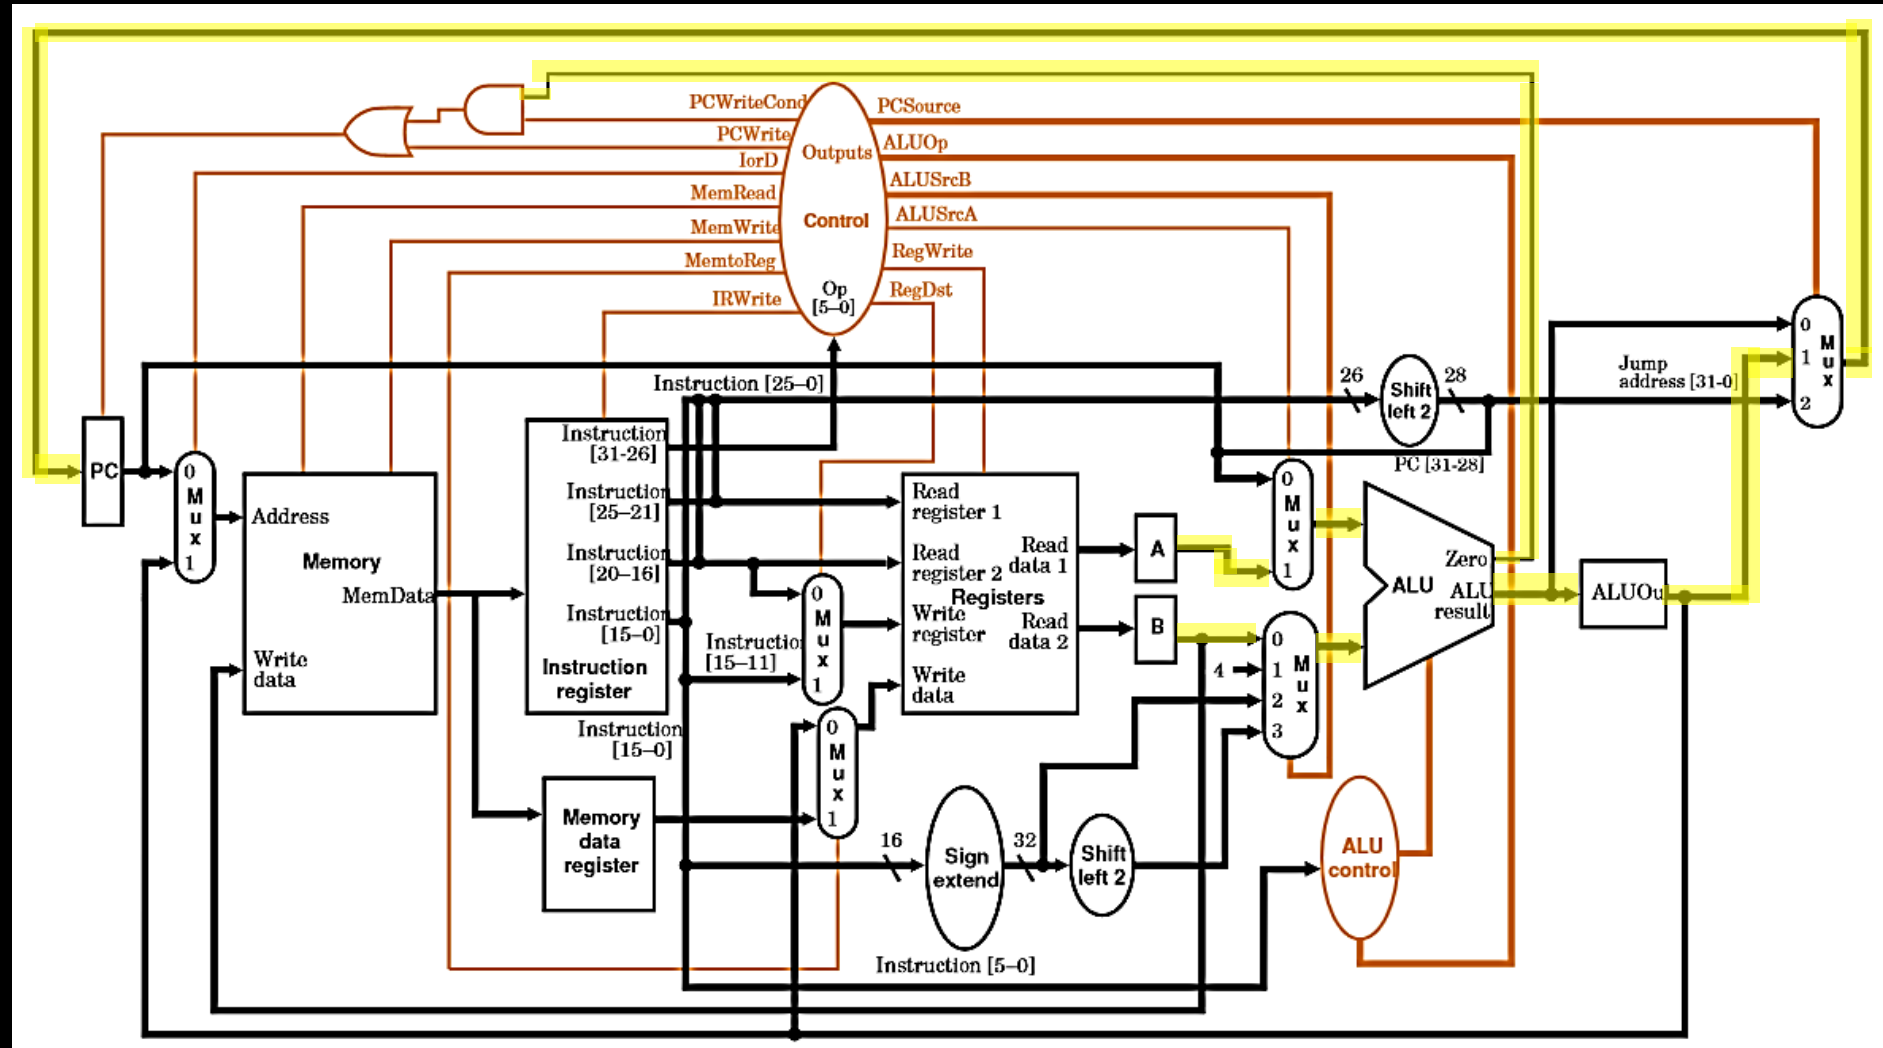 PCWriteCond
PCSource
PCWrite
ALUOp
Outputs
IorD
ALUSrcB
MemRead
ALUSrcA
Control
MemWrite
RegWrite
MemtoReg
RegDst
Op
[5–0]
IRWrite
0
1
2
M
u
x
Jump
address [31-0]
Instruction [25–0]
26
Shift
left 2
28
PC [31-28]
PC
0
M
u
x
1
Address
Memory
MemData
Write
data
Instruction
[31-26]
Instruction
[25–21]
Instruction
[20–16]
Instruction
[15–0]
Instruction
register
Instruction
[15–0]
Instruction
[15–11]
0
M
u
x
1
0
M
u
x
1
Read
register 1
Read
register 2
Registers
Write
register
Write
data
Read
data 1
Read
data 2
A
B
0
M
u
x
1
4
0
1
2
3
M
u
x
Zero
ALU
ALU
result
ALUOu
Memory
data
register
16
Sign
extend
32
Shift
left 2
ALU
control
Instruction [5–0]